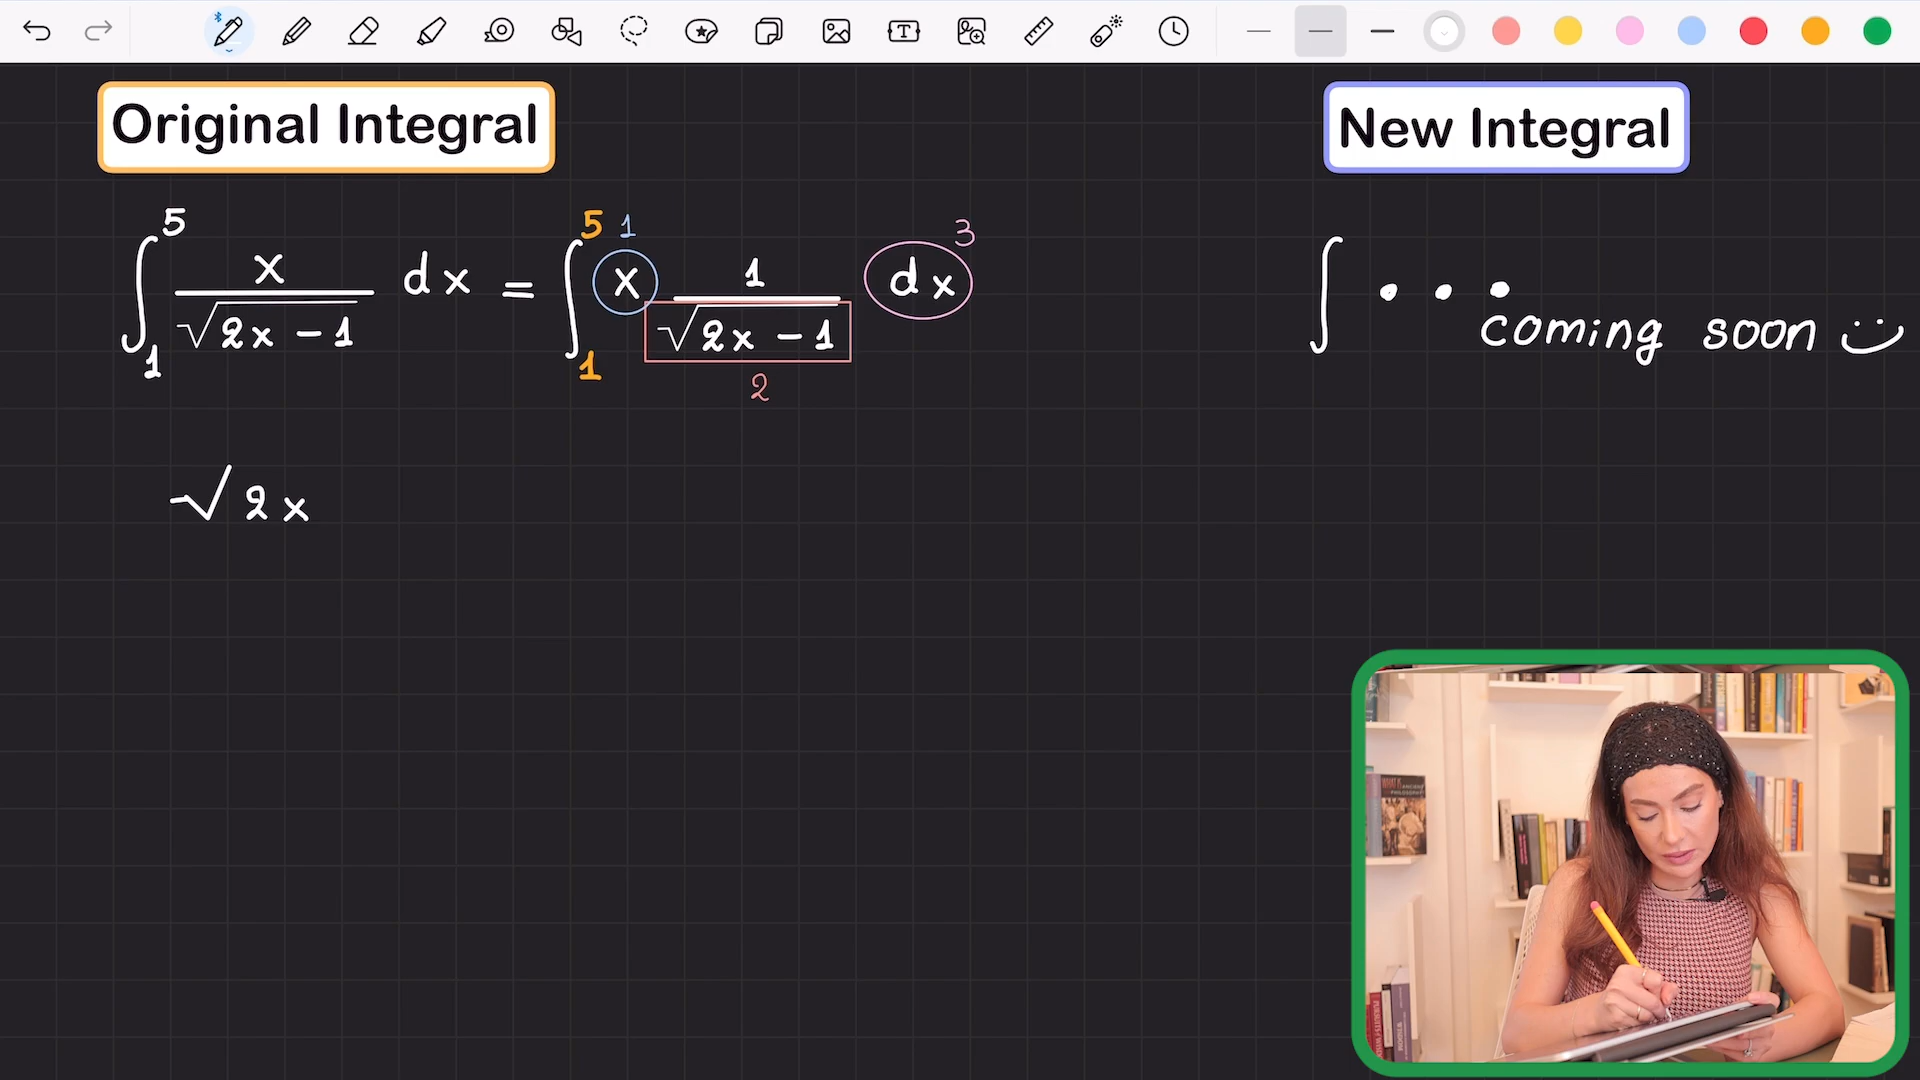 Original Integral
New Integral
∫₁⁵ x/√(2x − 1) dx = ∫₁⁵ x 1/√(2x − 1) dx
1
2
3
∫ • • •
coming soon
√2x